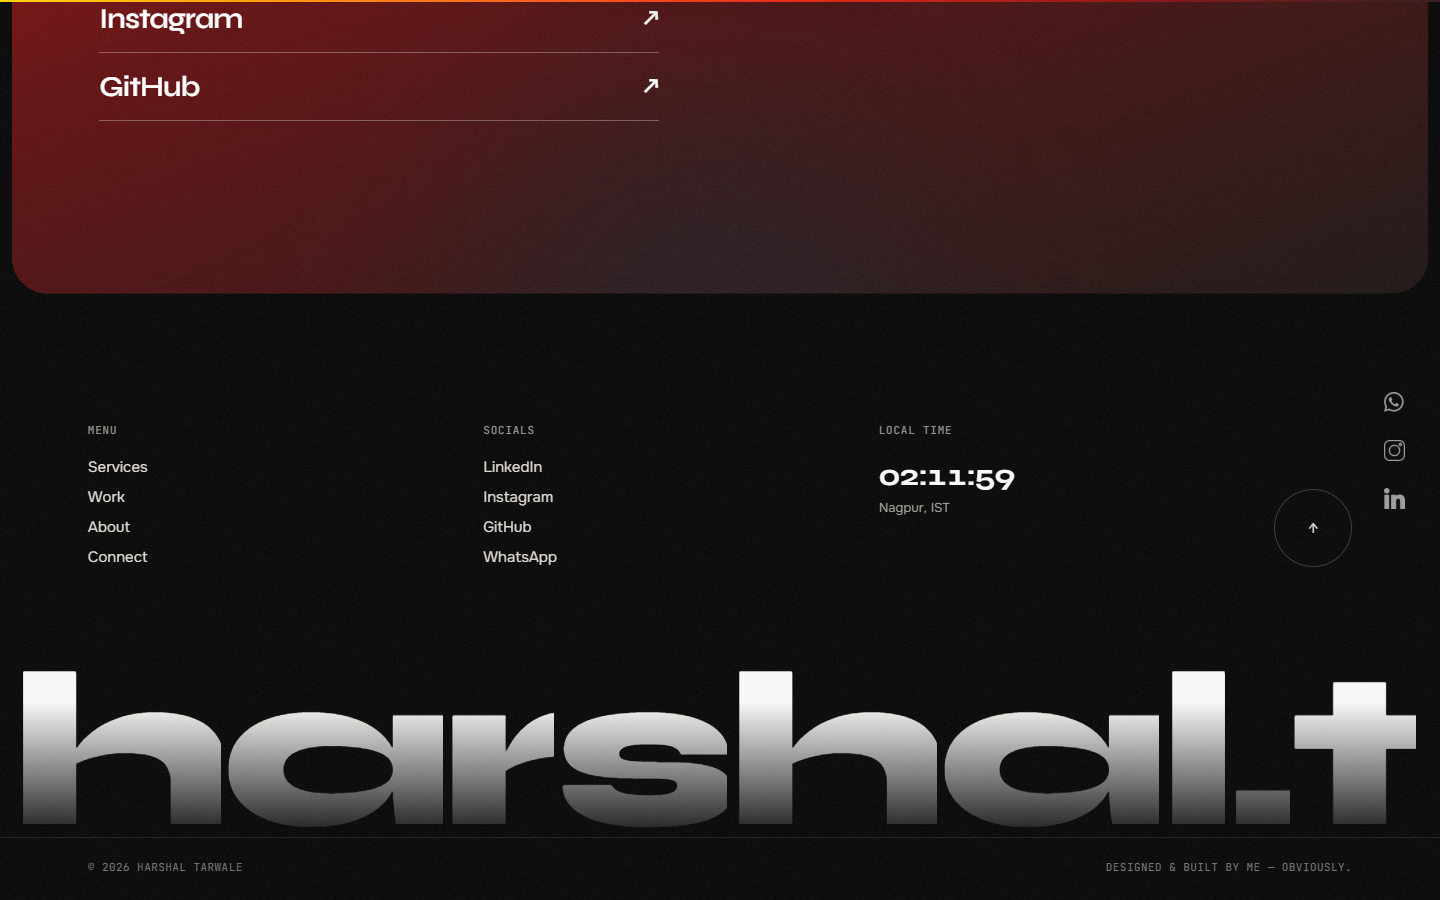 Instagram
GitHub
MENU
Services
Work
About
Connect
SOCIALS
LinkedIn
Instagram
GitHub
WhatsApp
LOCAL TIME
02:11:59
Nagpur, IST
harshal.t
© 2026 HARSHAL TARWALE
DESIGNED & BUILT BY ME — OBVIOUSLY.